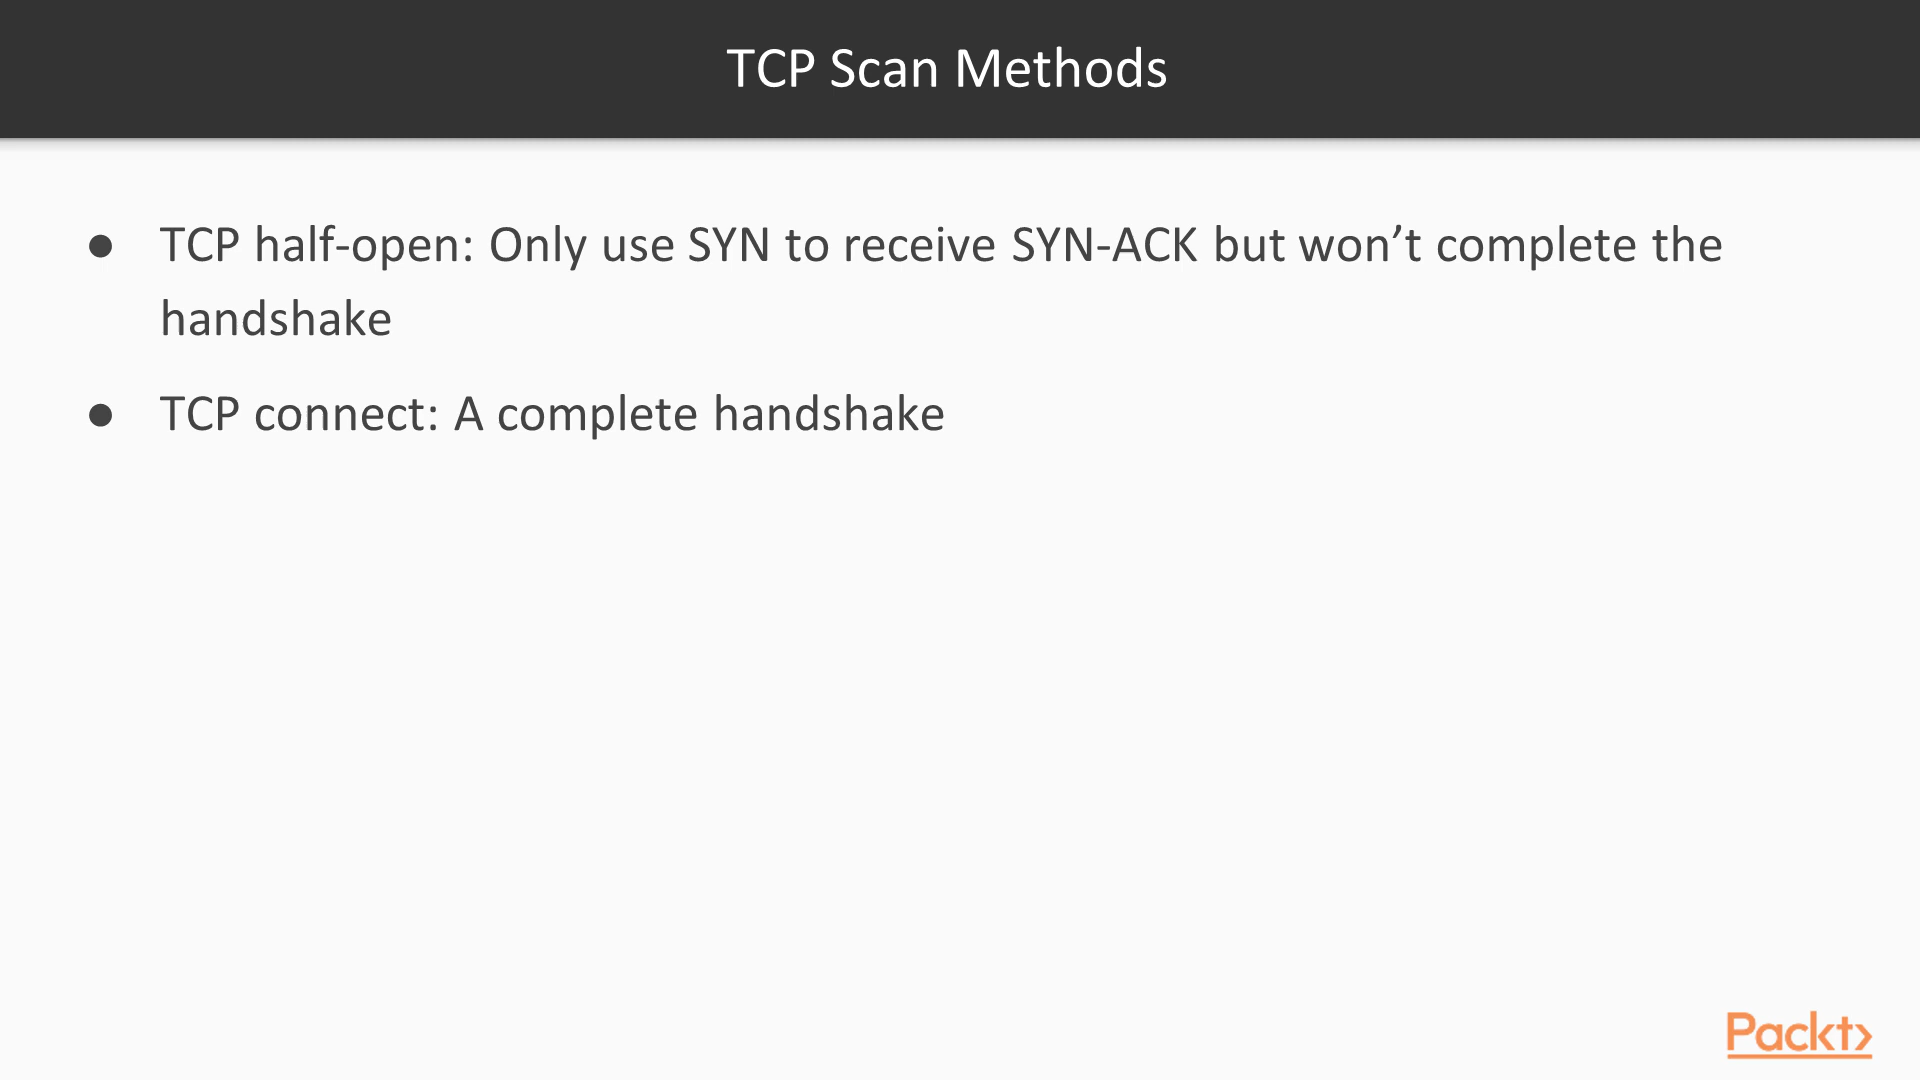 TCP Scan Methods
● TCP half-open: Only use SYN to receive SYN-ACK but won’t complete the
handshake
● TCP connect: A complete handshake
Packt>